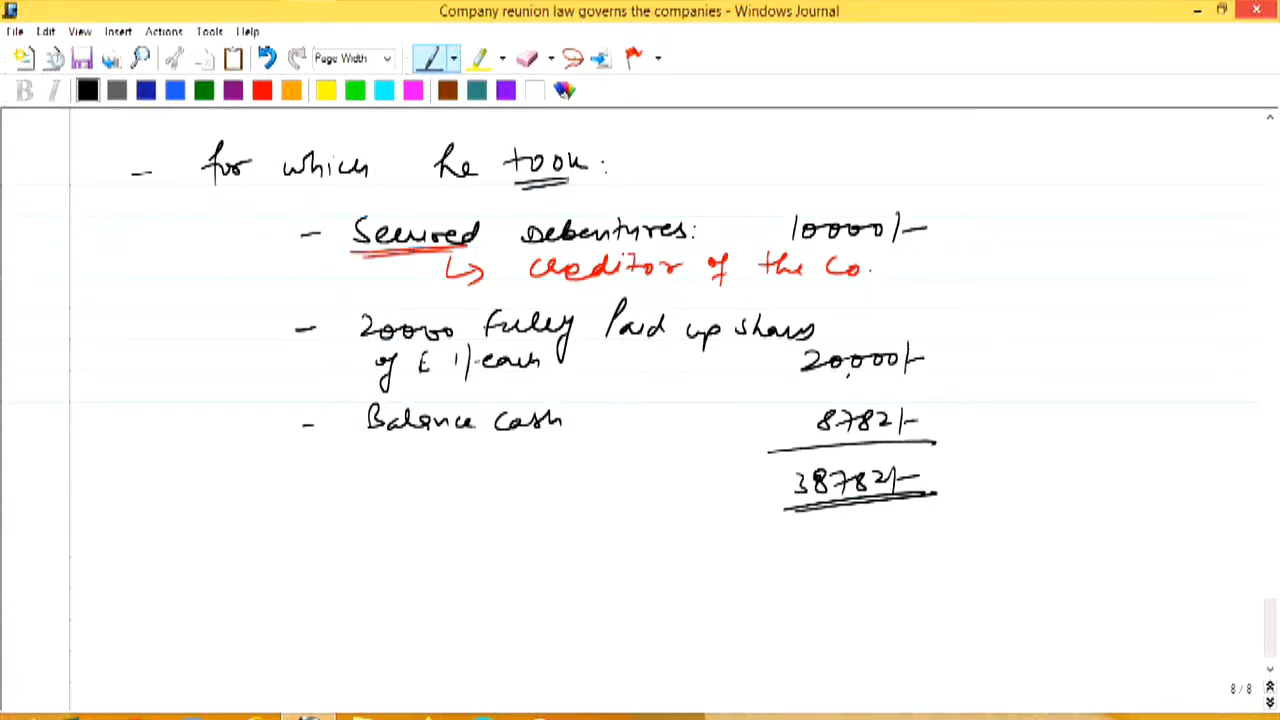 Company reunion law governs the companies - Windows Journal
File Edit View Insert Actions Tools Help
Page Width
B I
- for which he took:
- Secured debentures: 10000/-
↳ creditor of the Co.
- 20000 fully Paid up shares
of £ 1/- each 20,000/-
- Balance cash 8782/-
38782/-
8 / 8